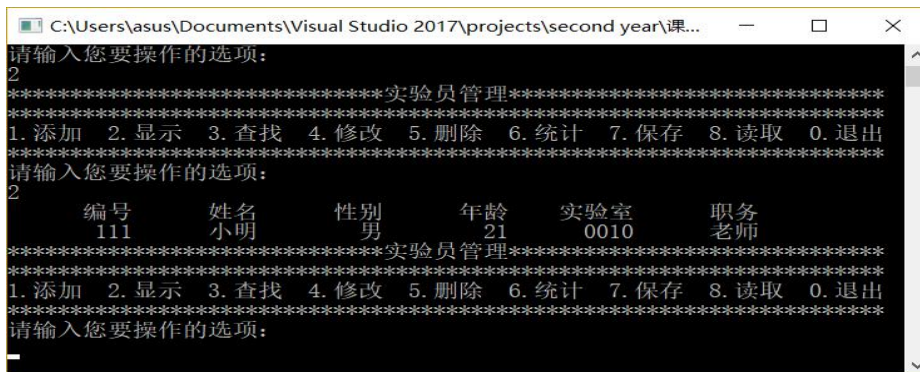 C:\Users\asus\Documents\Visual Studio 2017\projects\second year\课...
请输入您要操作的选项:
2
******************************实验员管理******************************
**********************************************************************
1.添加 2.显示 3.查找 4.修改 5.删除 6.统计 7.保存 8.读取 0.退出
**********************************************************************
请输入您要操作的选项:
2
编号 姓名 性别 年龄 实验室 职务
111 小明 男 21 0010 老师
******************************实验员管理******************************
**********************************************************************
1.添加 2.显示 3.查找 4.修改 5.删除 6.统计 7.保存 8.读取 0.退出
**********************************************************************
请输入您要操作的选项: